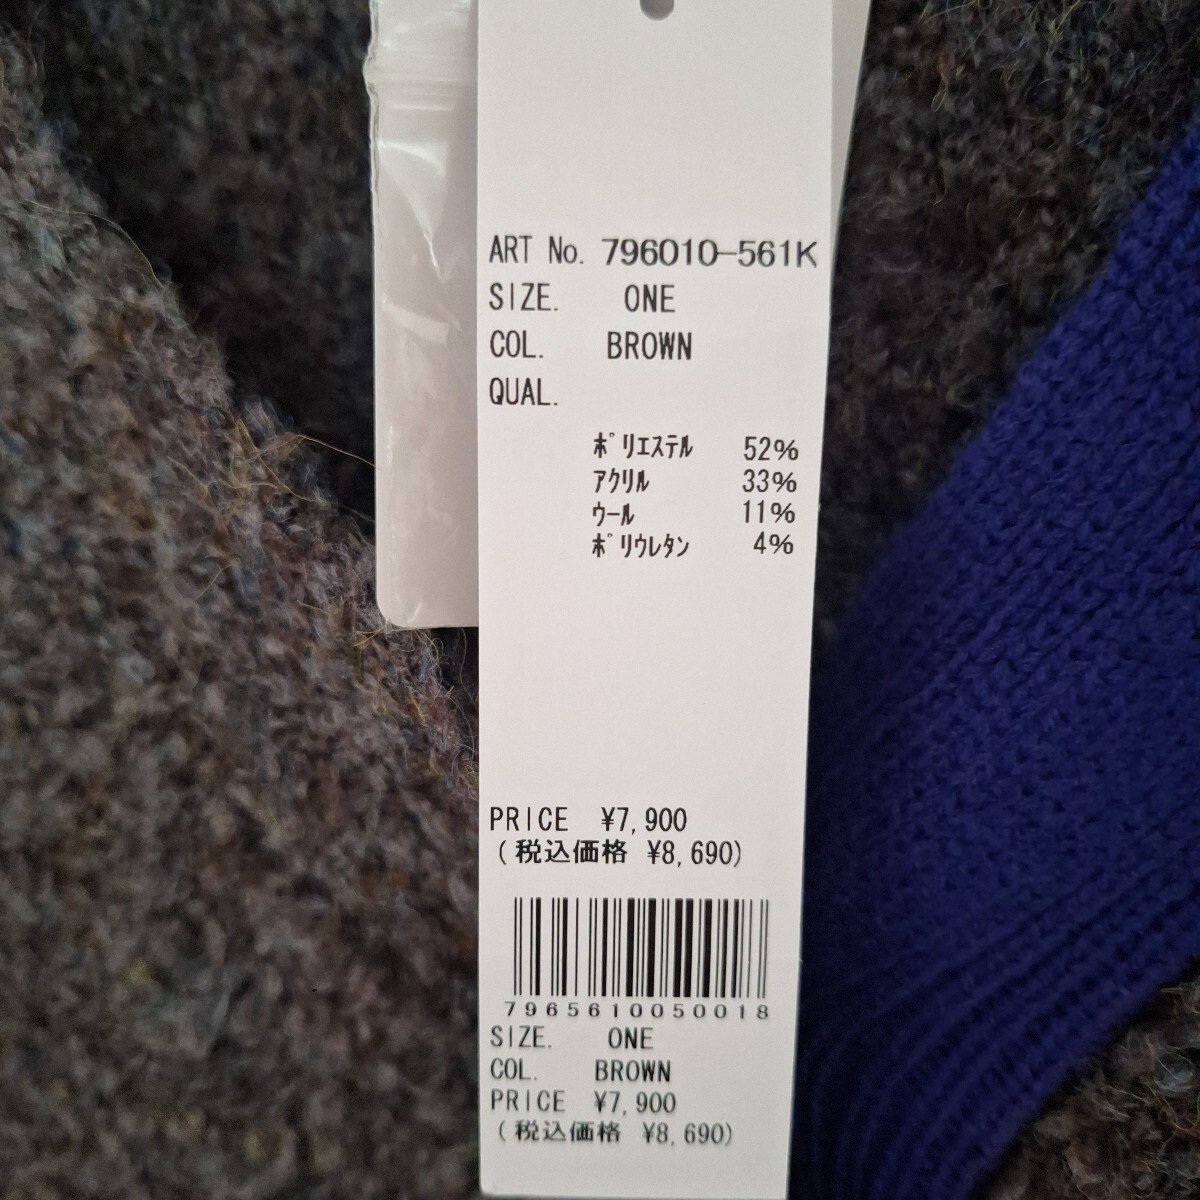 ART No. 796010-561K
SIZE. ONE
COL. BROWN
QUAL.
ポリエステル 52%
アクリル 33%
ウール 11%
ポリウレタン 4%
PRICE ¥7,900
(税込価格 ¥8,690)
7965610050018
SIZE. ONE
COL. BROWN
PRICE ¥7,900
(税込価格 ¥8,690)